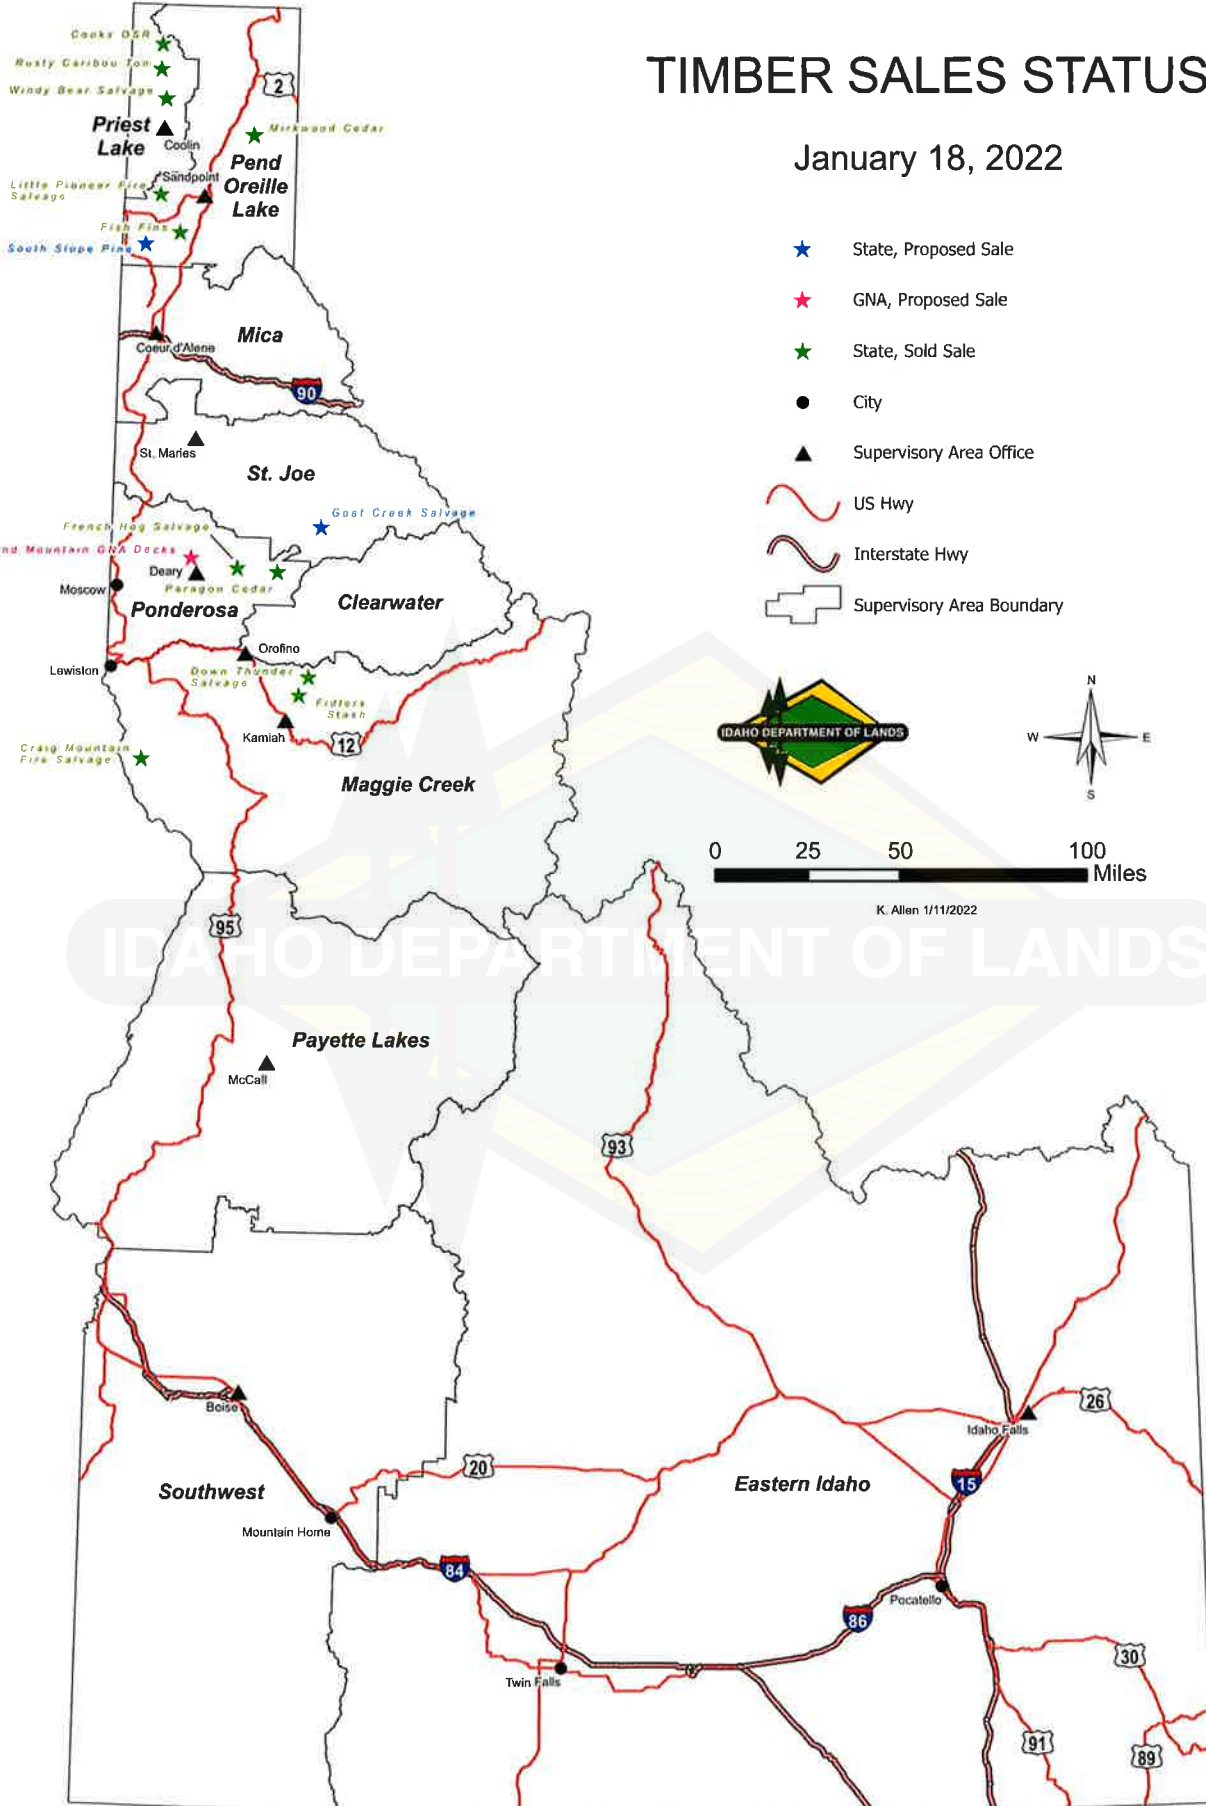 TIMBER SALES STATUS
January 18, 2022
State, Proposed Sale
GNA, Proposed Sale
State, Sold Sale
City
Supervisory Area Office
US Hwy
Interstate Hwy
Supervisory Area Boundary
IDAHO DEPARTMENT OF LANDS
N
W
E
S
0 25 50 100
Miles
K. Allen 1/11/2022
Cooks DSR
Rusty Caribou Ton
Windy Bear Salvage
2
Mirkwood Cedar
Priest
Lake
Coolin
Pend
Oreille
Lake
Sandpoint
Little Pioneer Fire
Salvage
Fish Fins
South Slope Pine
Mica
Coeur d'Alene
90
St. Maries
St. Joe
Goat Creek Salvage
French Hog Salvage
nd Mountain GNA Decks
Deary
Paragon Cedar
Moscow
Ponderosa
Clearwater
Orofino
Lewiston
Down Thunder
Salvage
Fidlers
Stash
Kamiah
12
Craig Mountain
Fire Salvage
Maggie Creek
95
IDAHO DEPARTMENT OF LANDS
Payette Lakes
McCall
93
Boise
Idaho Falls
26
20
Southwest
Eastern Idaho
15
Mountain Home
84
Pocatello
86
30
Twin Falls
91
89